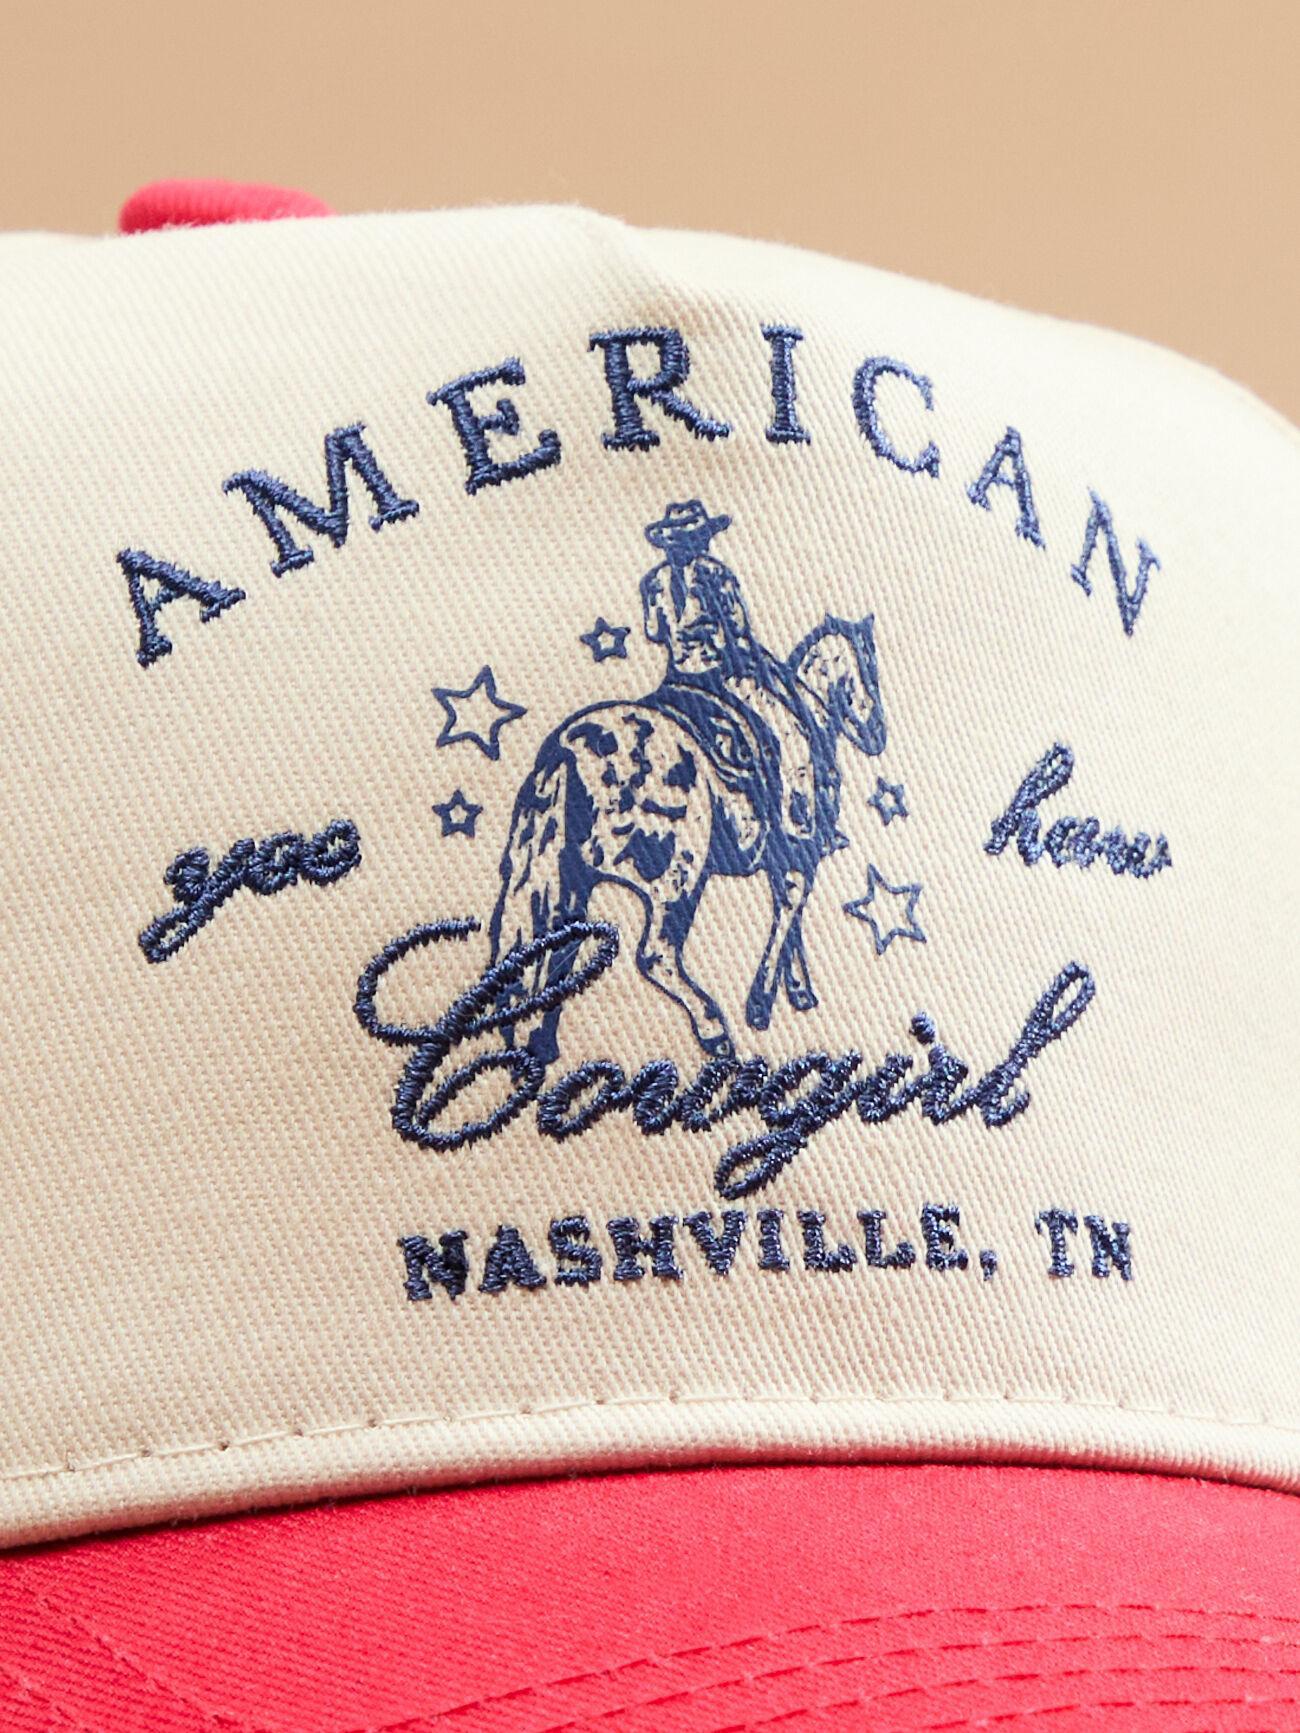 AMERICAN
yee haw
Cowgirl
NASHVILLE, TN